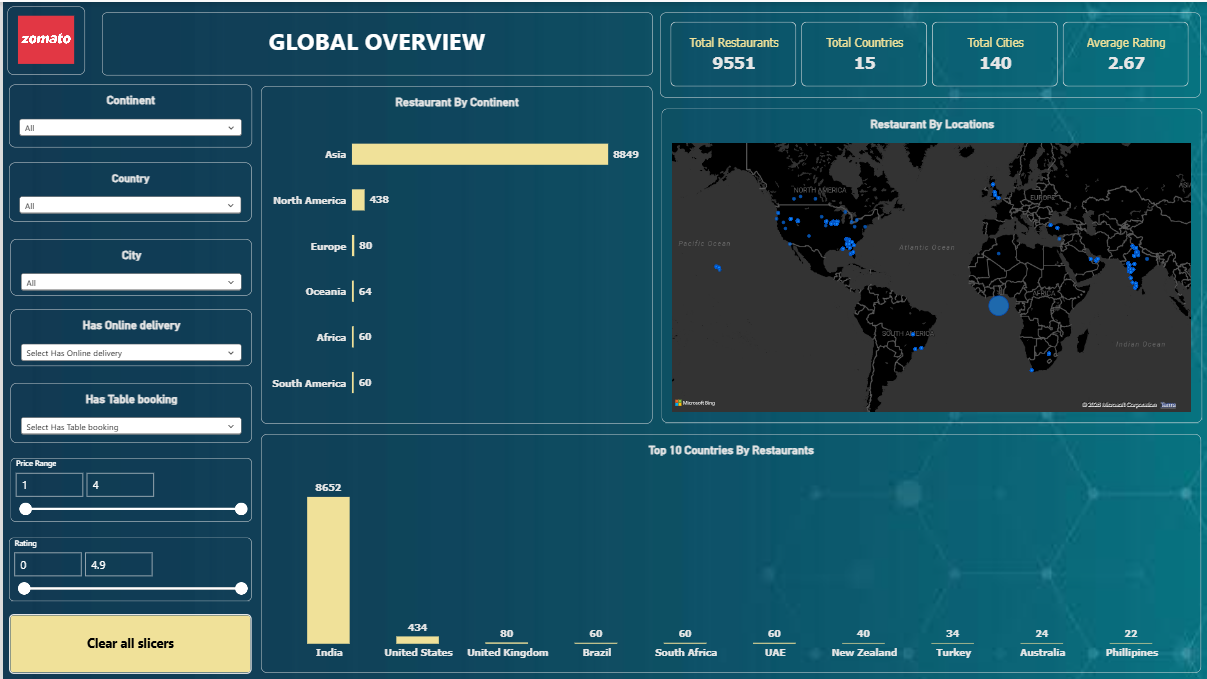 zomato
GLOBAL OVERVIEW
Total Restaurants
9551
Total Countries
15
Total Cities
140
Average Rating
2.67
Continent
All
Country
All
City
All
Has Online delivery
Select Has Online delivery
Has Table booking
Select Has Table booking
Price Range
1
4
Rating
0
4.9
Clear all slicers
Restaurant By Continent
Asia 8849
North America 438
Europe 80
Oceania 64
Africa 60
South America 60
Restaurant By Locations
NORTH AMERICA
EUROPE
Pacific Ocean
Atlantic Ocean
AFRICA
SOUTH AMERICA
Indian Ocean
Microsoft Bing
Microsoft Corporation Terms
Top 10 Countries By Restaurants
8652 434 80 60 60 60 40 34 24 22
India United States United Kingdom Brazil South Africa UAE New Zealand Turkey Australia Phillipines